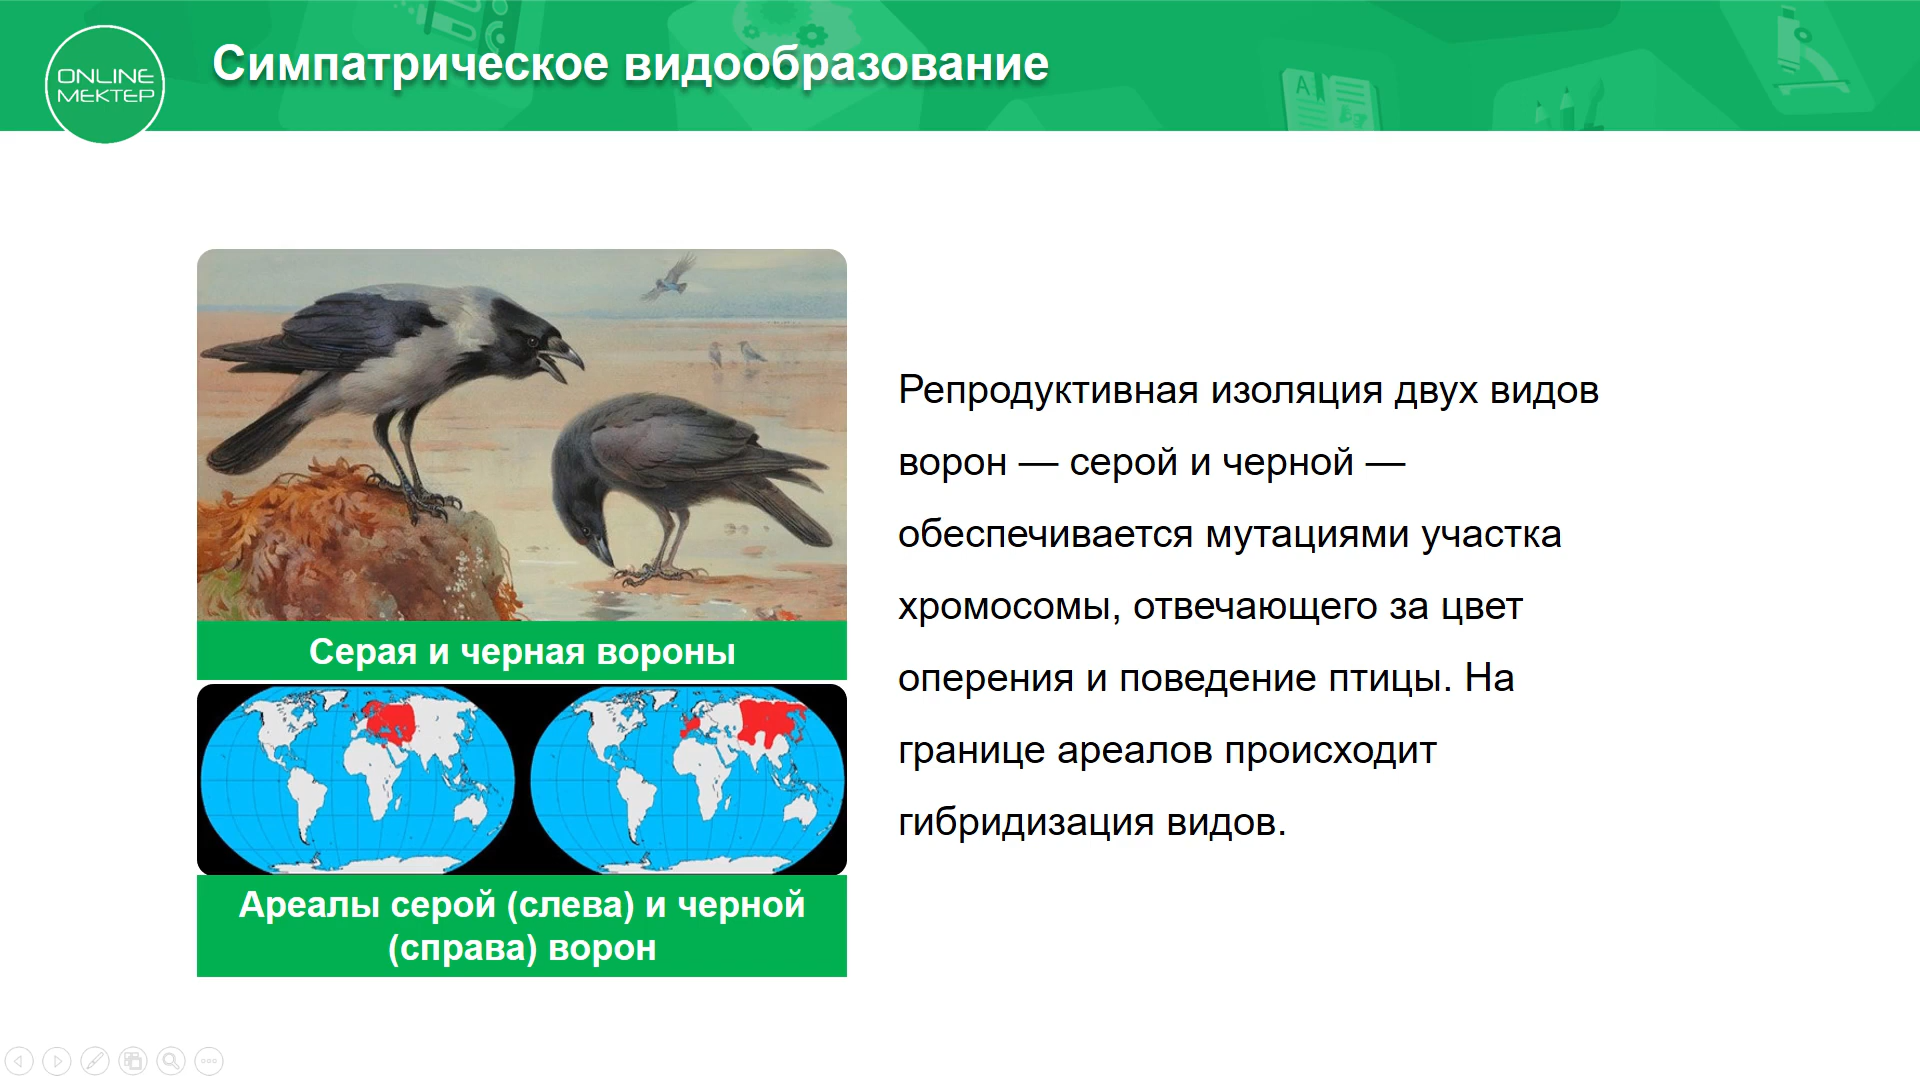 ONLINE
MEKTEP
Симпатрическое видообразование
Серая и черная вороны
Ареалы серой (слева) и черной
(справа) ворон
Репродуктивная изоляция двух видов
ворон — серой и черной —
обеспечивается мутациями участка
хромосомы, отвечающего за цвет
оперения и поведение птицы. На
границе ареалов происходит
гибридизация видов.